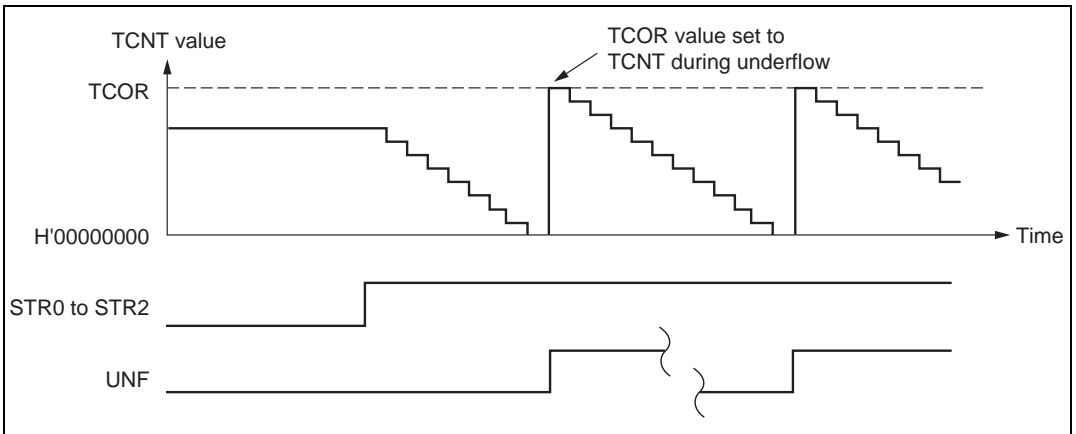 TCNT value
TCOR value set to
TCNT during underflow
TCOR
H'00000000
Time
STR0 to STR2
UNF